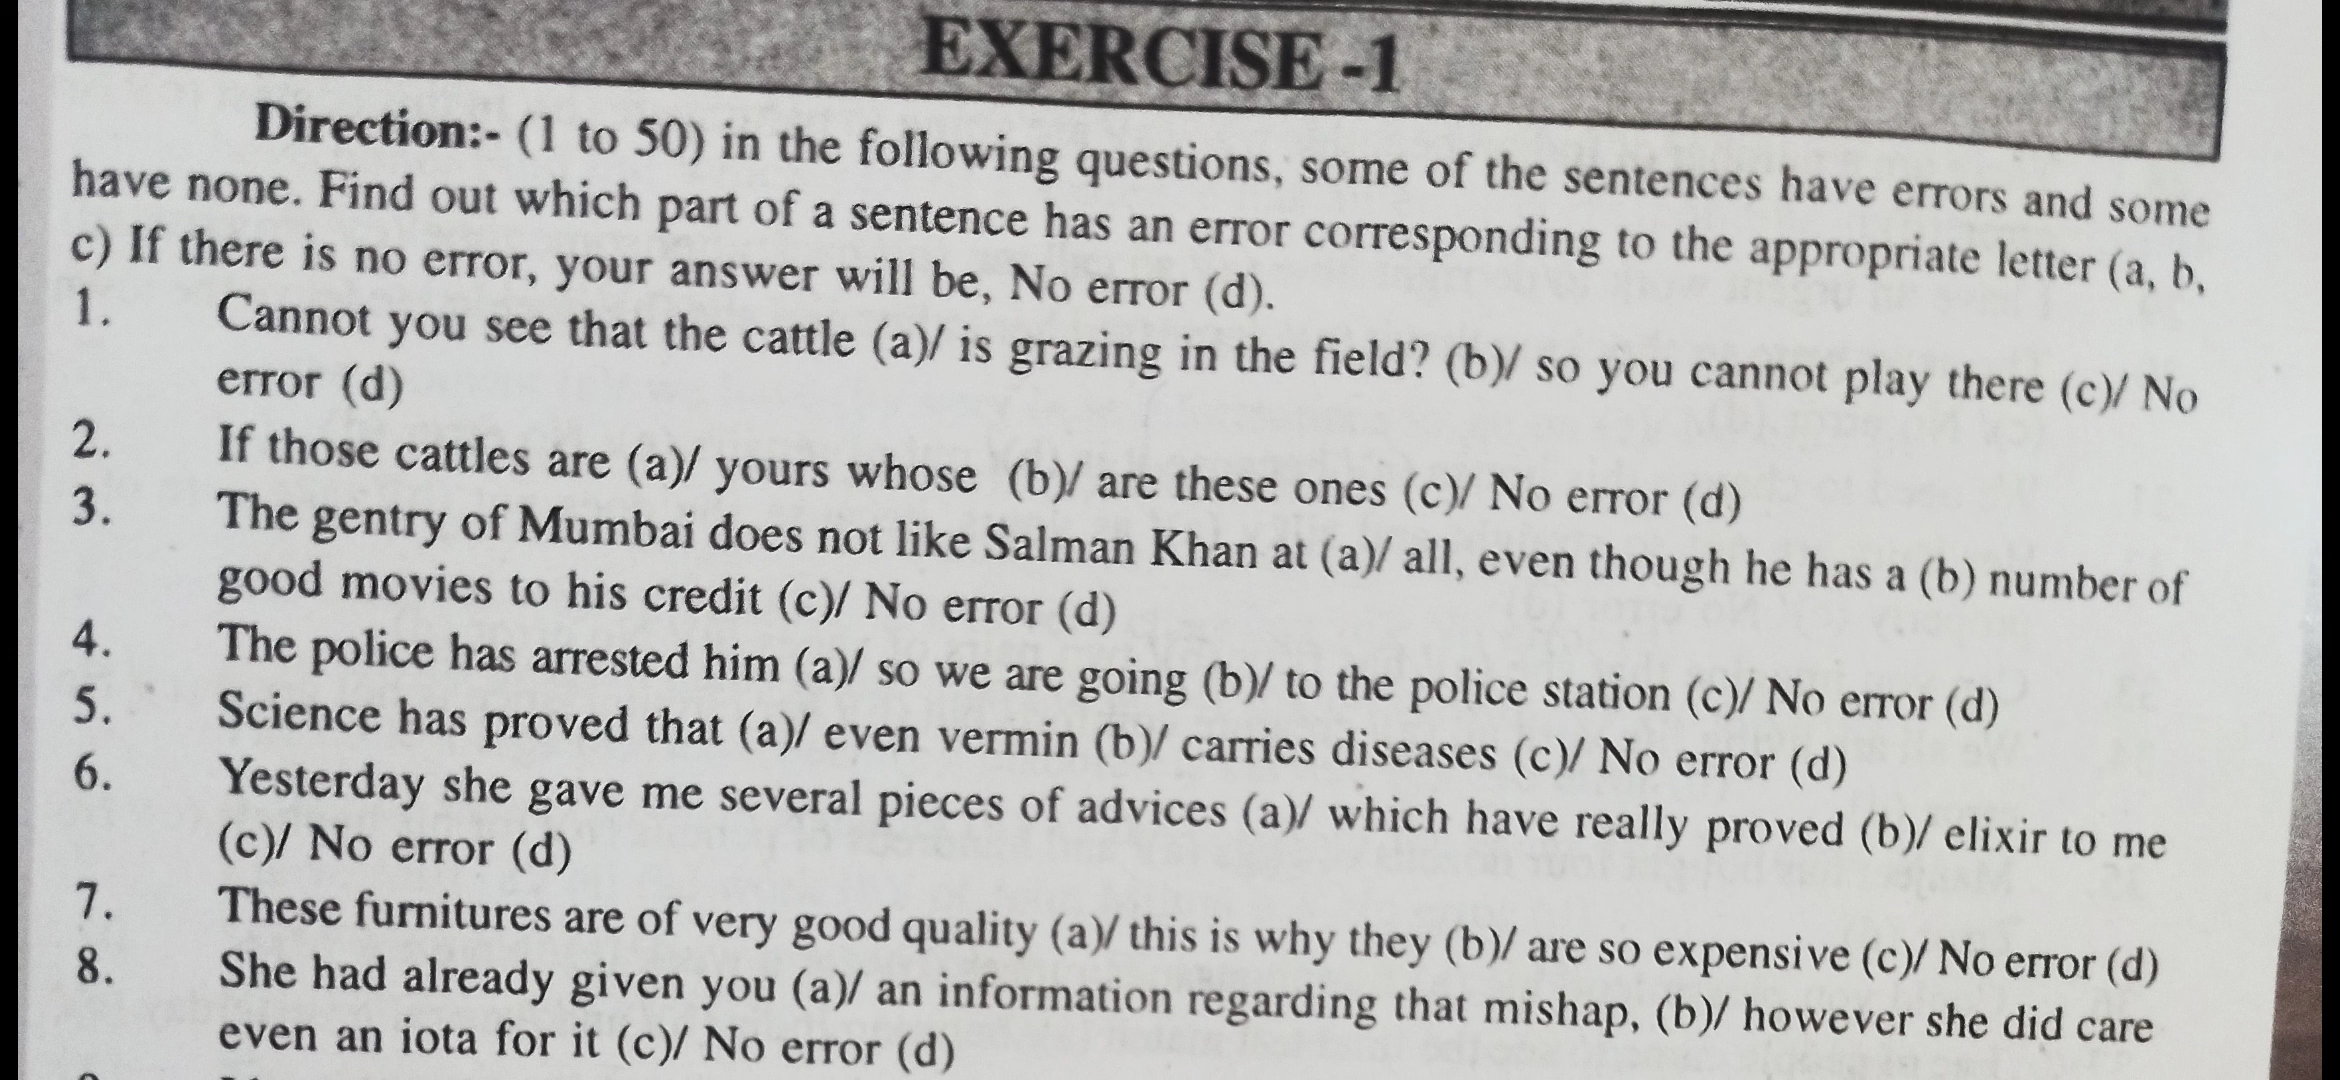 EXERCISE -1
Direction:- (1 to 50) in the following questions, some of the sentences have errors and some
have none. Find out which part of a sentence has an error corresponding to the appropriate letter (a, b,
c) If there is no error, your answer will be, No error (d).
1. Cannot you see that the cattle (a)/ is grazing in the field? (b)/ so you cannot play there (c)/ No
error (d)
2. If those cattles are (a)/ yours whose (b)/ are these ones (c)/ No error (d)
3. The gentry of Mumbai does not like Salman Khan at (a)/ all, even though he has a (b) number of
good movies to his credit (c)/ No error (d)
4. The police has arrested him (a)/ so we are going (b)/ to the police station (c)/ No error (d)
5. Science has proved that (a)/ even vermin (b)/ carries diseases (c)/ No error (d)
6. Yesterday she gave me several pieces of advices (a)/ which have really proved (b)/ elixir to me
(c)/ No error (d)
7. These furnitures are of very good quality (a)/ this is why they (b)/ are so expensive (c)/ No error (d)
8. She had already given you (a)/ an information regarding that mishap, (b)/ however she did care
even an iota for it (c)/ No error (d)